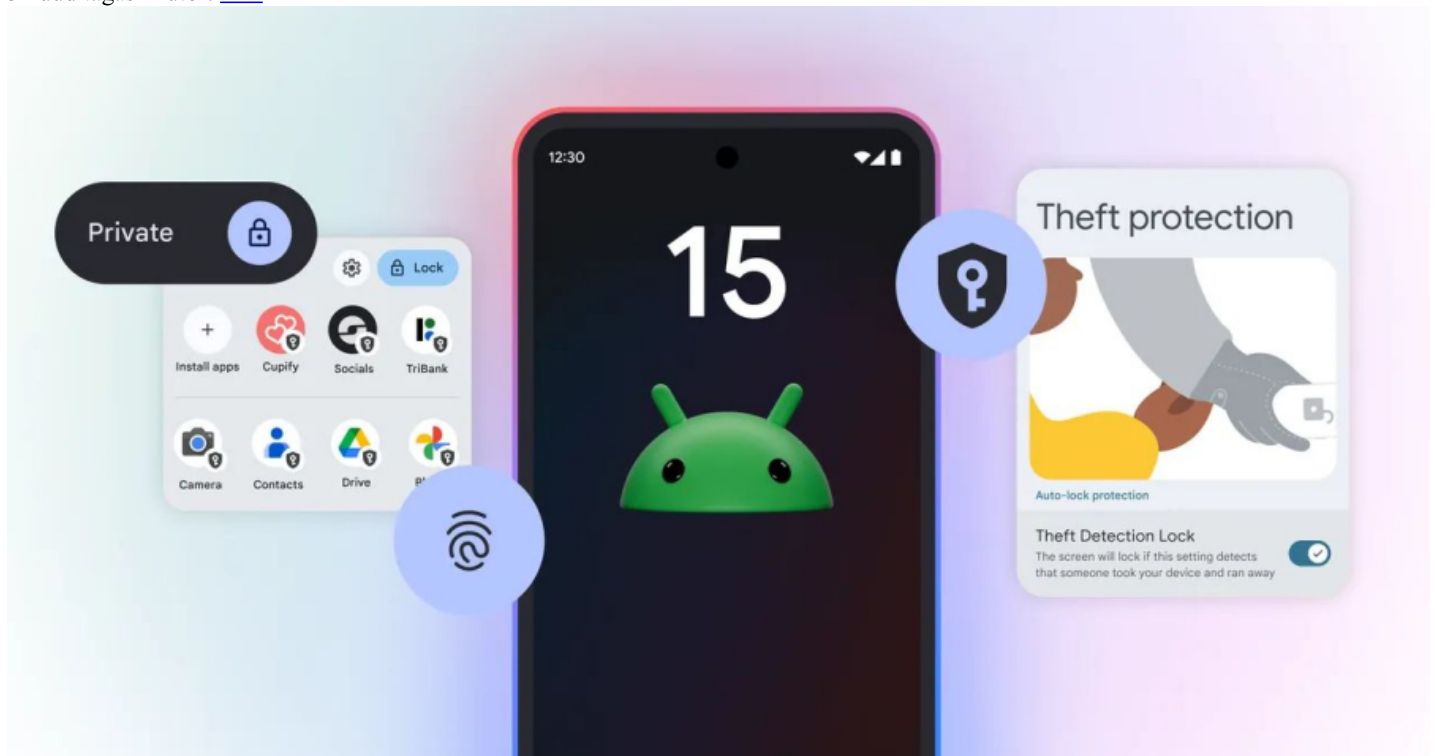 12:30
15
Private
Lock
Install apps
Cupify
Socials
TriBank
Camera
Contacts
Drive
Theft protection
Auto-lock protection
Theft Detection Lock
The screen will lock if this setting detects
that someone took your device and ran away